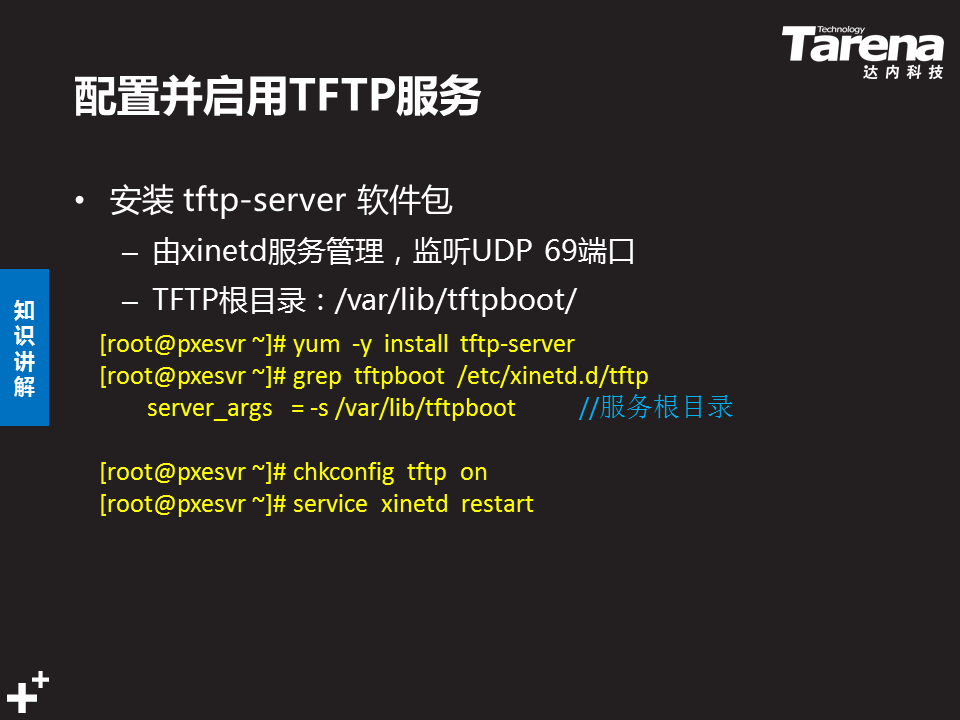 Technology
Tarena
达内科技
配置并启用TFTP服务
• 安装 tftp-server 软件包
– 由xinetd服务管理，监听UDP 69端口
– TFTP根目录：/var/lib/tftpboot/
知识讲解
[root@pxesvr ~]# yum -y install tftp-server
[root@pxesvr ~]# grep tftpboot /etc/xinetd.d/tftp
server_args = -s /var/lib/tftpboot //服务根目录
[root@pxesvr ~]# chkconfig tftp on
[root@pxesvr ~]# service xinetd restart